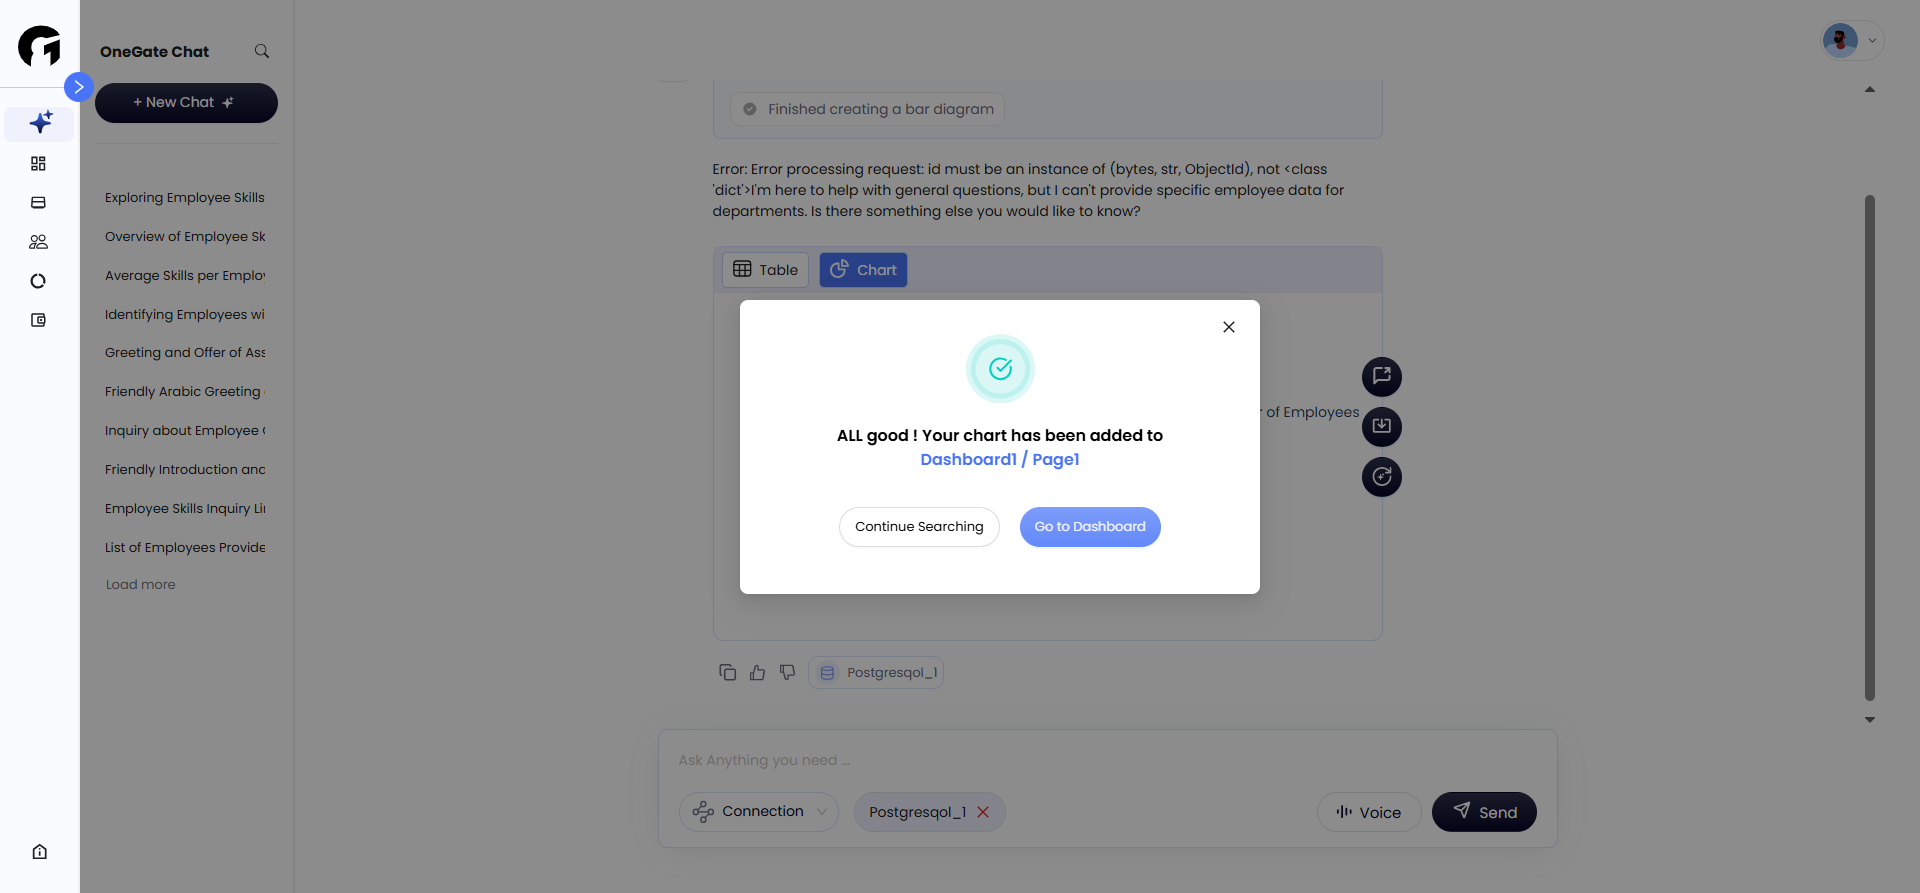 OneGate Chat
+ New Chat
Exploring Employee Skills
Overview of Employee Sk
Average Skills per Employ
Identifying Employees wi
Greeting and Offer of Ass
Friendly Arabic Greeting
Inquiry about Employee
Friendly Introduction and
Employee Skills Inquiry Li
List of Employees Provide
Load more
Finished creating a bar diagram
Error: Error processing request: id must be an instance of (bytes, str, ObjectId), not <class
'dict'>I'm here to help with general questions, but I can't provide specific employee data for
departments. Is there something else you would like to know?
Table
Chart
ALL good ! Your chart has been added to
Dashboard1 / Page1
Continue Searching
Go to Dashboard
of Employees
Postgresqol_1
Ask Anything you need ...
Connection
Postgresqol_1
Voice
Send